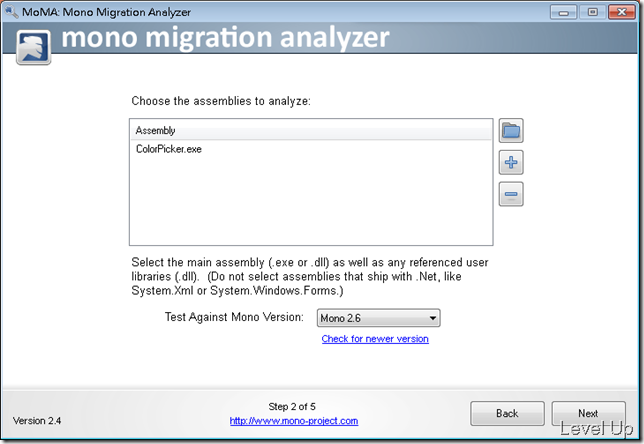 MoMA: Mono Migration Analyzer
mono migration analyzer
Choose the assemblies to analyze:
Assembly
ColorPicker.exe
Select the main assembly (.exe or .dll) as well as any referenced user
libraries (.dll). (Do not select assemblies that ship with .Net, like
System.Xml or System.Windows.Forms.)
Test Against Mono Version:
Mono 2.6
Check for newer version
Version 2.4
Step 2 of 5
http://www.mono-project.com
Back
Next
Level Up